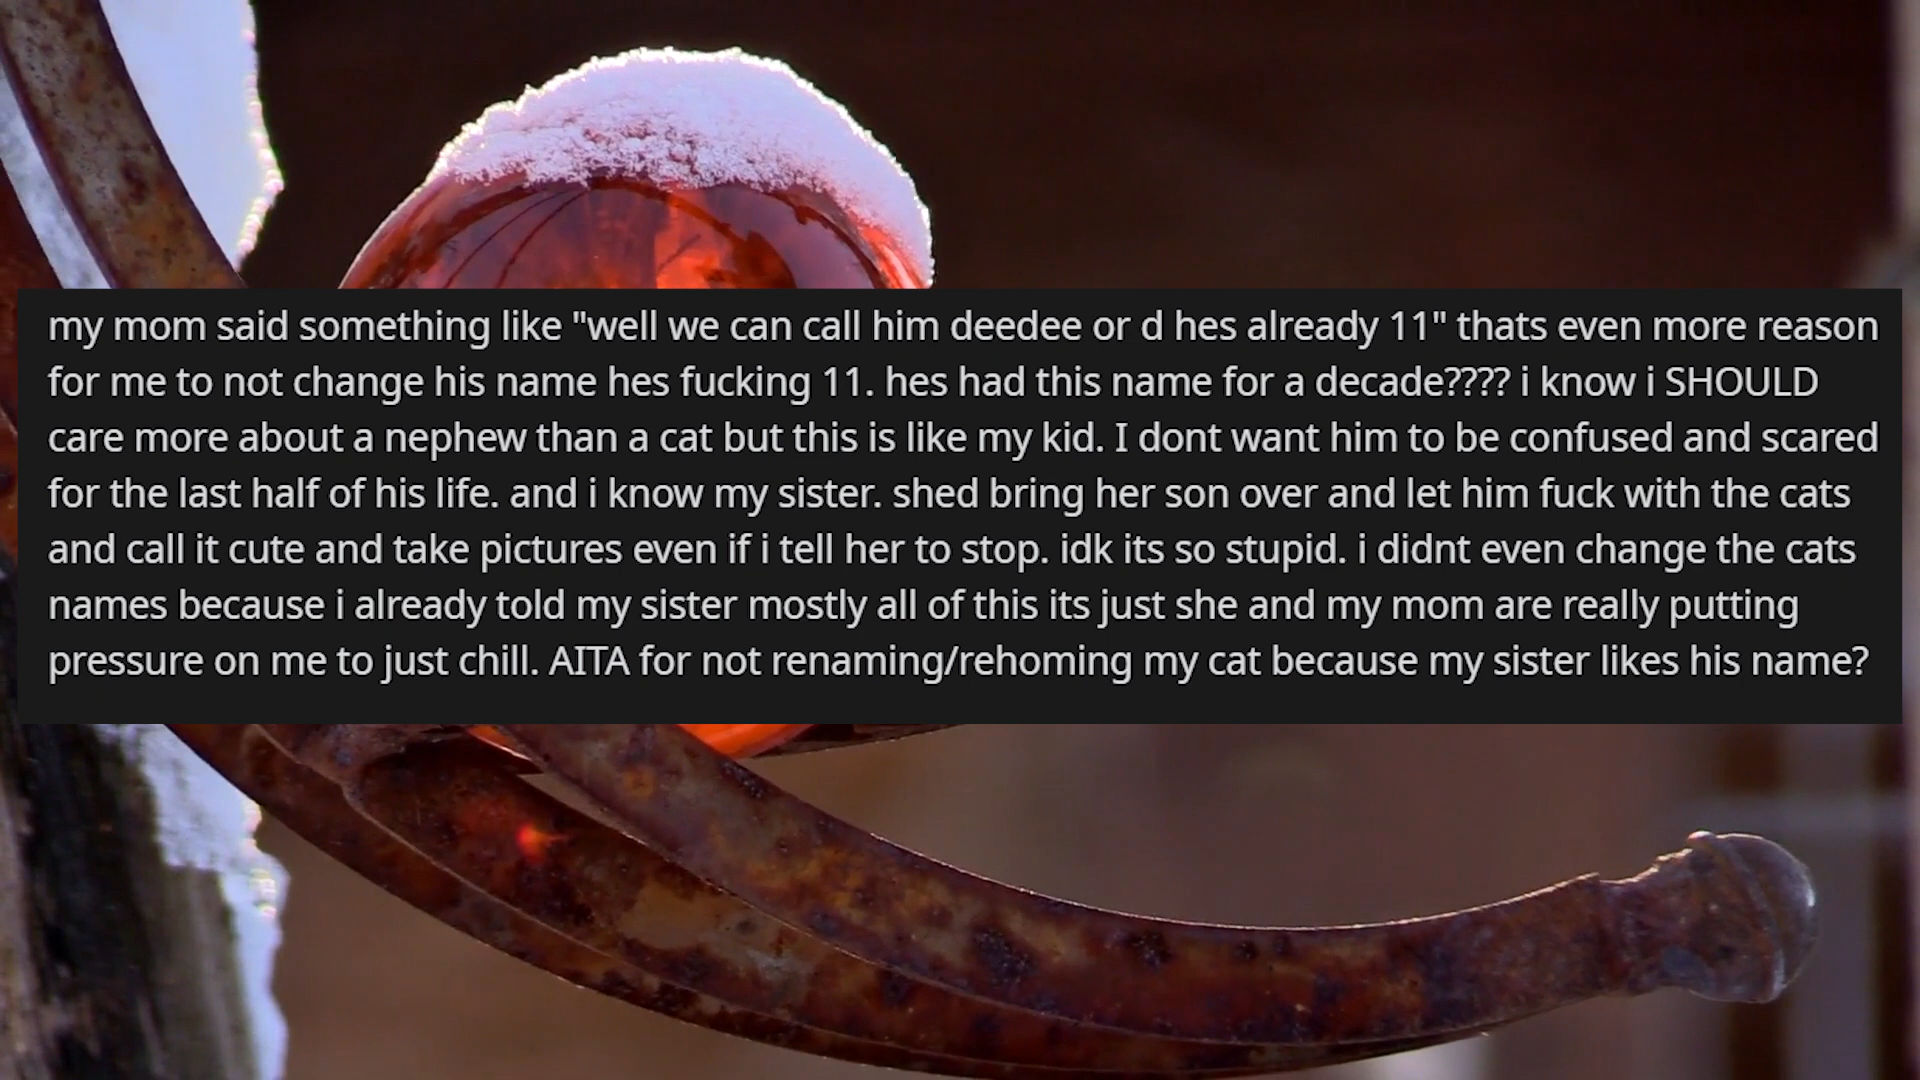 my mom said something like "well we can call him deedee or d hes already 11" thats even more reason
for me to not change his name hes fucking 11. hes had this name for a decade???? i know i SHOULD
care more about a nephew than a cat but this is like my kid. I dont want him to be confused and scared
for the last half of his life. and i know my sister. shed bring her son over and let him fuck with the cats
and call it cute and take pictures even if i tell her to stop. idk its so stupid. i didnt even change the cats
names because i already told my sister mostly all of this its just she and my mom are really putting
pressure on me to just chill. AITA for not renaming/rehoming my cat because my sister likes his name?